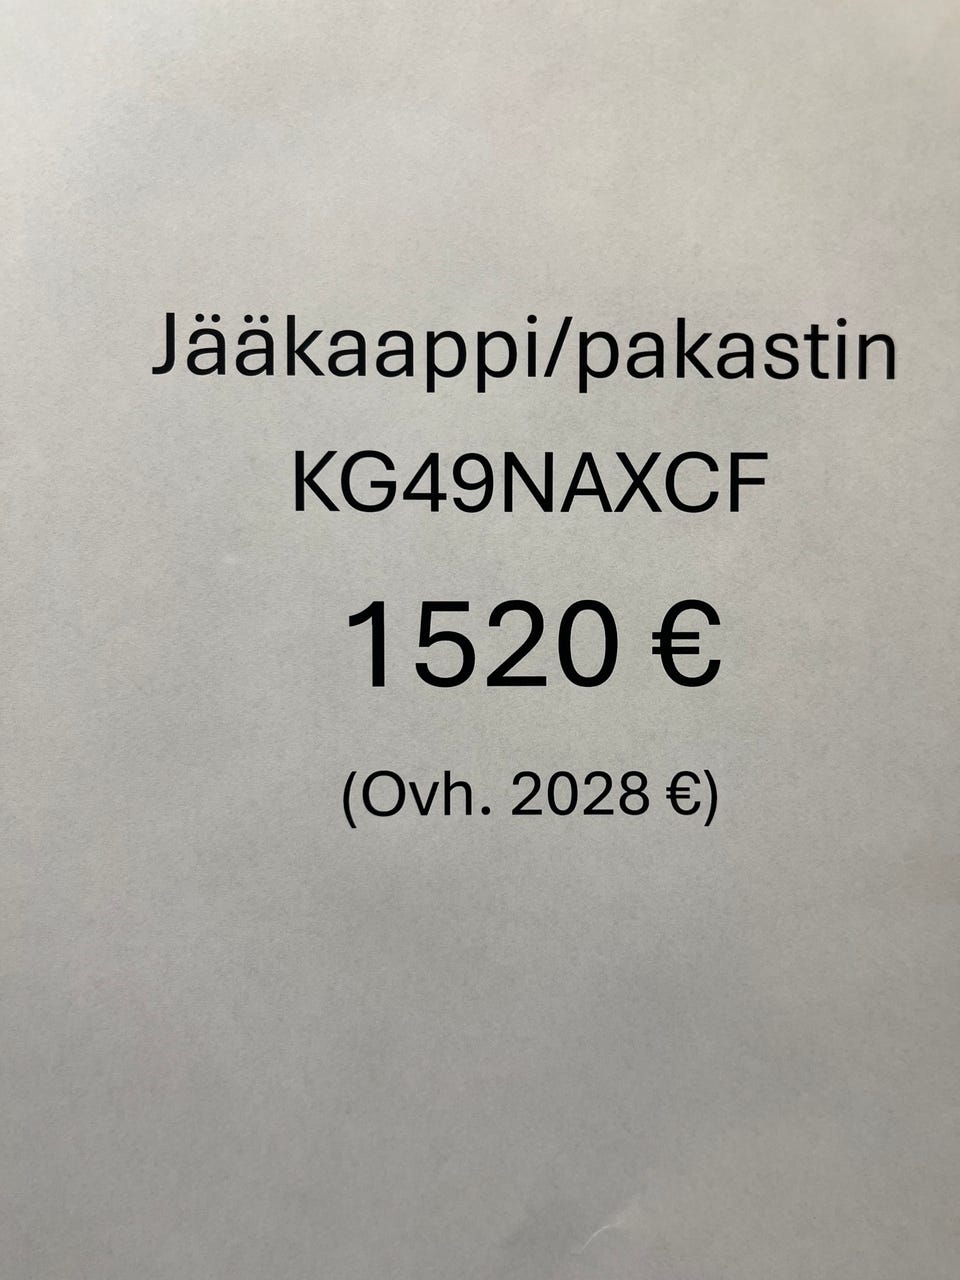 Jääkaappi/pakastin
KG49NAXCF
1520 €
(Ovh. 2028 €)